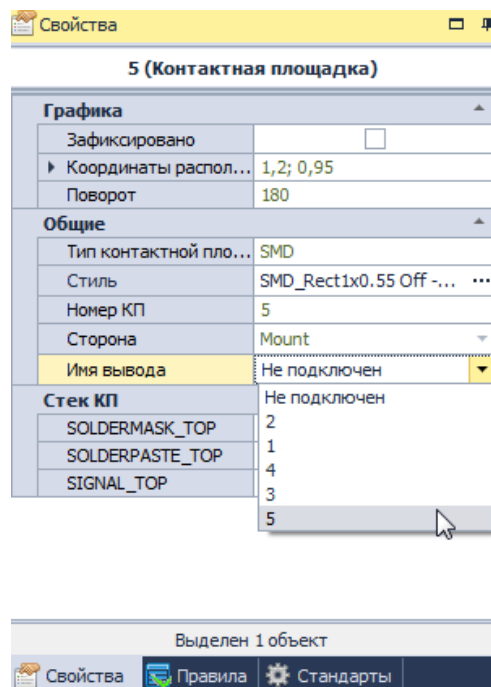 Свойства
5 (Контактная площадка)
Графика
Зафиксировано
Координаты распол... 1,2; 0,95
Поворот 180
Общие
Тип контактной пло... SMD
Стиль SMD_Rect1x0.55 Off -... ...
Номер КП 5
Сторона Mount
Имя вывода Не подключен
Не подключен
Стек КП
2
SOLDERMASK_TOP
1
SOLDERPASTE_TOP
4
SIGNAL_TOP
3
5
Выделен 1 объект
Свойства Правила Стандарты